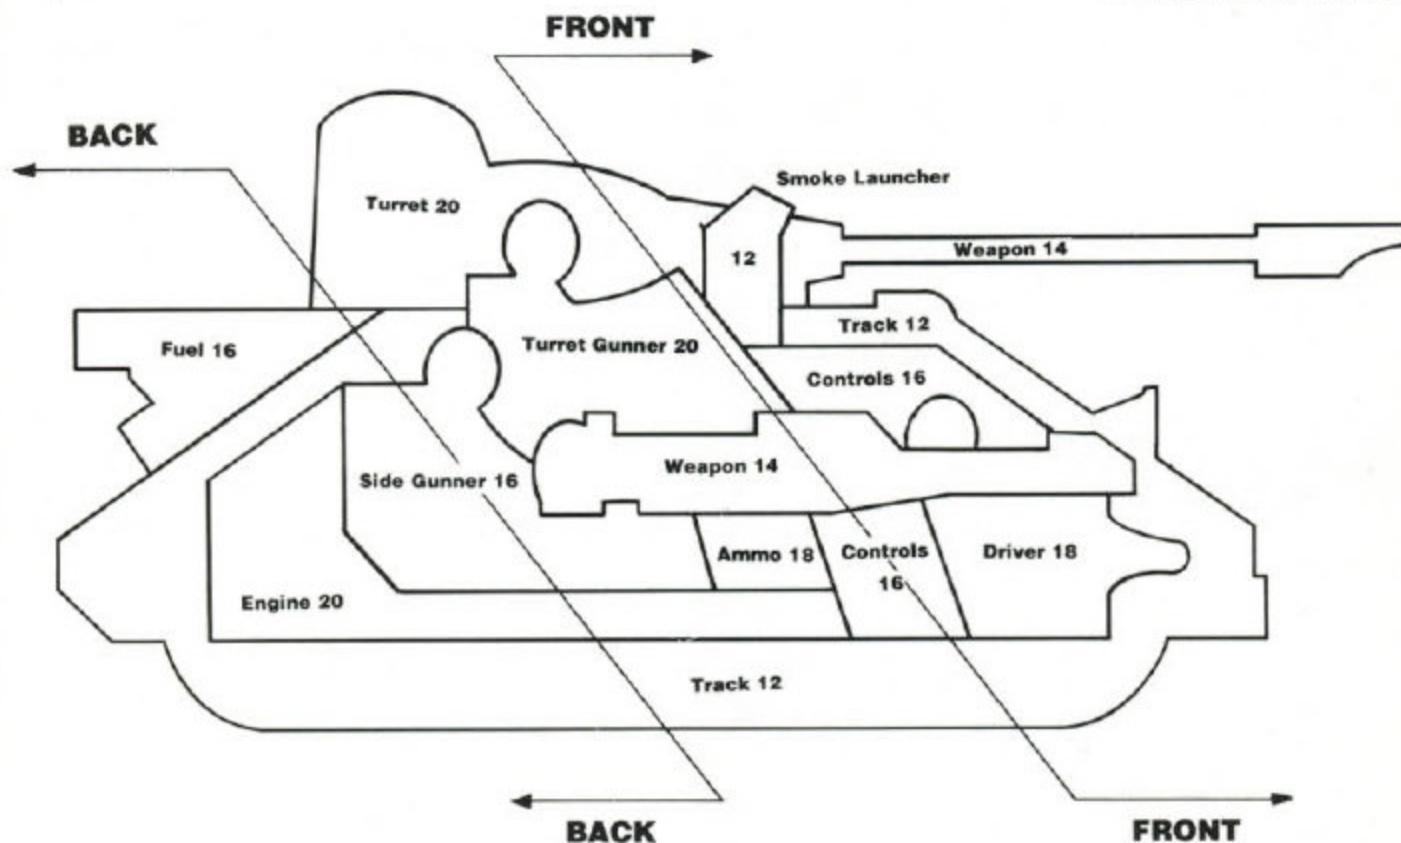 FRONT
BACK
Smoke Launcher
Turret 20
12
Weapon 14
Track 12
Fuel 16
Turret Gunner 20
Controls 16
Weapon 14
Side Gunner 16
Ammo 18
Controls
16
Driver 18
Engine 20
Track 12
BACK
FRONT